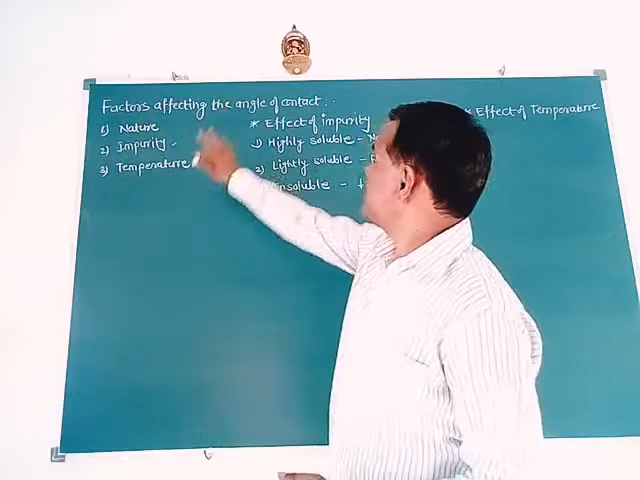 Factors affecting the angle of contact.
1) Nature
2) Impurity
3) Temperature
* Effect of impurity
1) Highly soluble -
2) Lightly soluble -
Insoluble - ↓
* Effect of Temperature